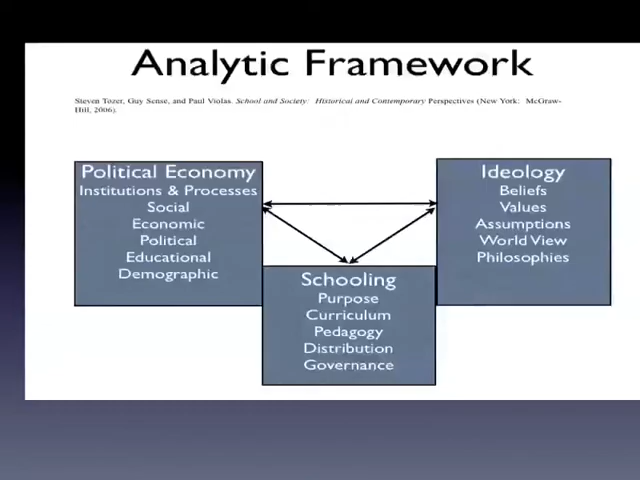 Analytic Framework
Steven Tozer, Guy Sense, and Paul Violas. School and Society: Historical and Contemporary Perspectives (New York: McGraw-
Hill, 2006).
Political Economy
Institutions & Processes
Social
Economic
Political
Educational
Demographic
Ideology
Beliefs
Values
Assumptions
World View
Philosophies
Schooling
Purpose
Curriculum
Pedagogy
Distribution
Governance